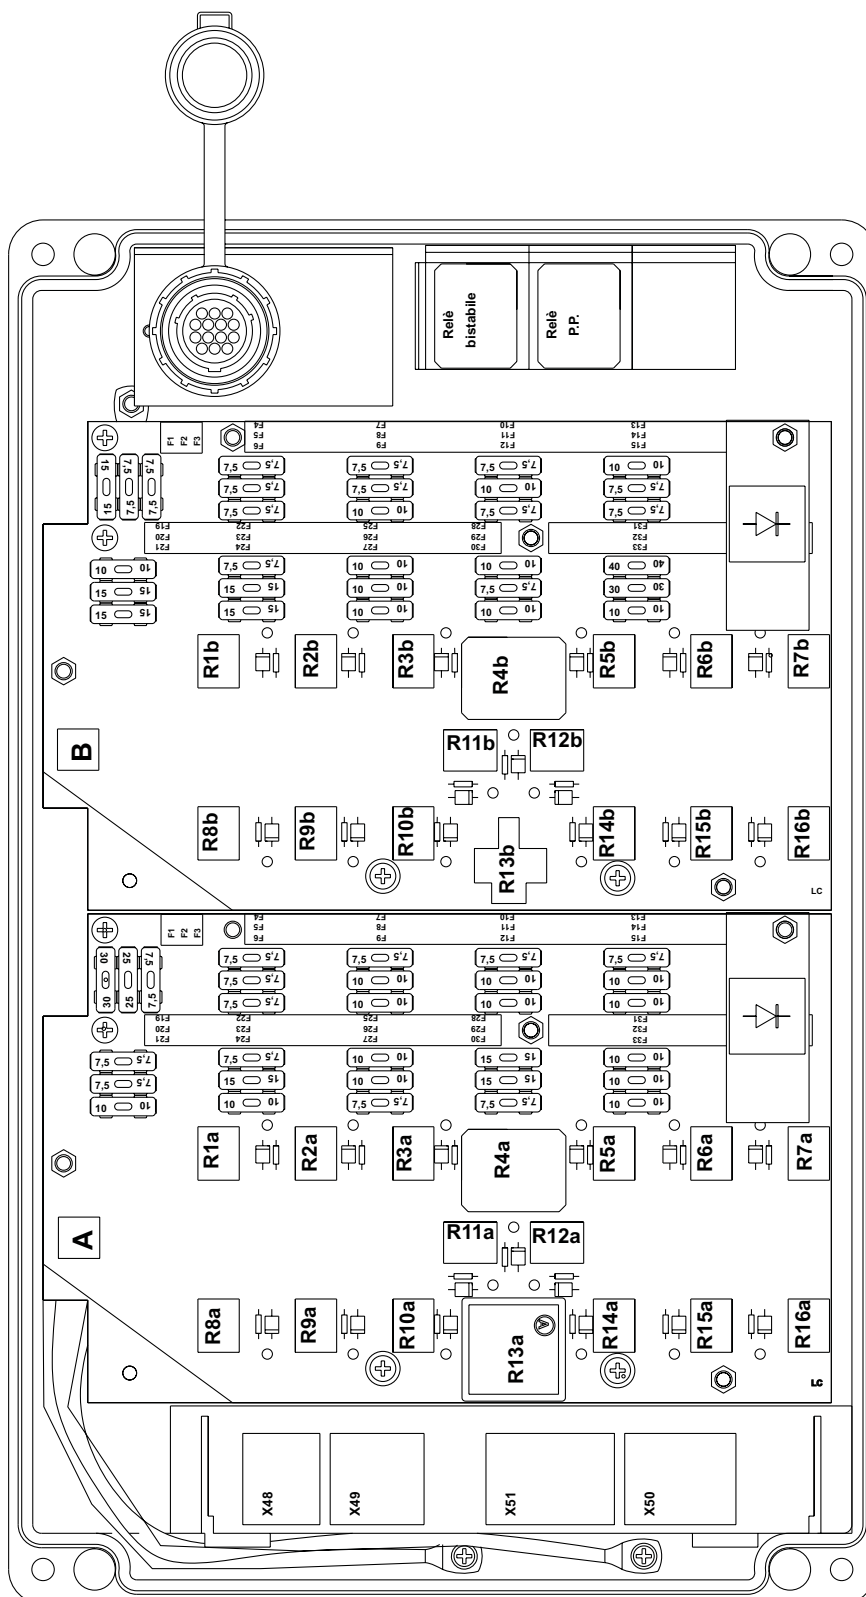 Relè
bistabile
Relè
P.P.
F1
F2
F3
F4
F5
F6
F7
F8
F9
F10
F11
F12
F13
F14
F15
15 15
7,5 7,5
7,5 7,5
7,5 7,5
7,5 7,5
7,5 7,5
7,5 7,5
7,5 7,5
10 10
7,5 7,5
10 10
7,5 7,5
10 10
10 10
7,5 7,5
F19
F20
F21
F22
F23
F24
F25
F26
F27
F28
F29
F30
F31
F32
F33
10 10
15 15
15 15
7,5 7,5
15 15
15 15
10 10
10 10
10 10
10 10
7,5 7,5
10 10
40 40
30 30
10 10
R1b
R2b
R3b
R4b
R5b
R6b
R7b
B
R11b
R12b
R8b
R9b
R10b
R13b
R14b
R15b
R16b
LC
F1
F2
F3
F4
F5
F6
F7
F8
F9
F10
F11
F12
F13
F14
F15
30 30
25 25
7,5 7,5
7,5 7,5
7,5 7,5
7,5 7,5
7,5 7,5
10 10
10 10
7,5 7,5
10 10
10 10
7,5 7,5
10 10
10 10
F19
F20
F21
F22
F23
F24
F25
F26
F27
F28
F29
F30
F31
F32
F33
7,5 7,5
7,5 7,5
10 10
7,5 7,5
15 15
10 10
10 10
10 10
7,5 7,5
15 15
15 15
7,5 7,5
10 10
10 10
10 10
R1a
R2a
R3a
R4a
R5a
R6a
R7a
A
R11a
R12a
R8a
R9a
R10a
R13a
A
R14a
R15a
R16a
LC
X48
X49
X51
X50